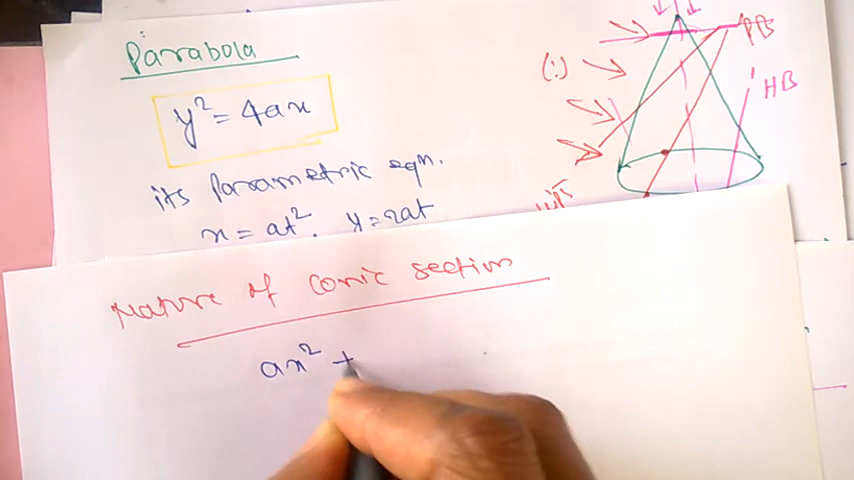 Parabola
y² = 4ax
its Parametric eqn.
x = at². y = 2at
(i)
PB
HB
Nature of Conic section
ax² +